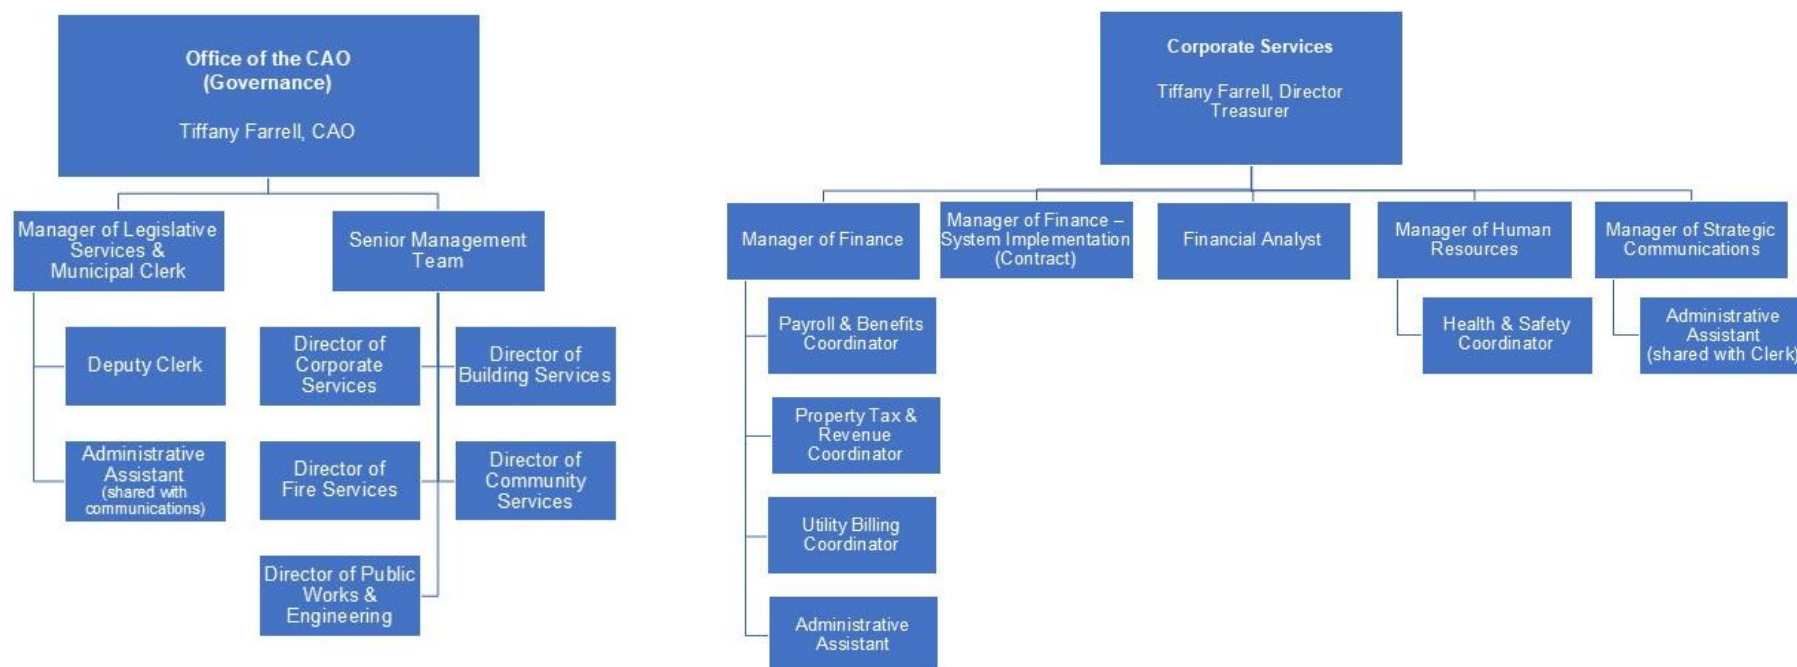 Office of the CAO
(Governance)
Tiffany Farrell, CAO
Manager of Legislative
Services &
Municipal Clerk
Senior Management
Team
Deputy Clerk
Administrative
Assistant
(shared with
communications)
Director of
Corporate
Services
Director of
Building Services
Director of
Fire Services
Director of
Community
Services
Director of Public
Works &
Engineering
Corporate Services
Tiffany Farrell, Director
Treasurer
Manager of Finance
Manager of Finance –
System Implementation
(Contract)
Financial Analyst
Manager of Human
Resources
Manager of Strategic
Communications
Payroll & Benefits
Coordinator
Property Tax &
Revenue
Coordinator
Utility Billing
Coordinator
Administrative
Assistant
Health & Safety
Coordinator
Administrative
Assistant
(shared with Clerk)